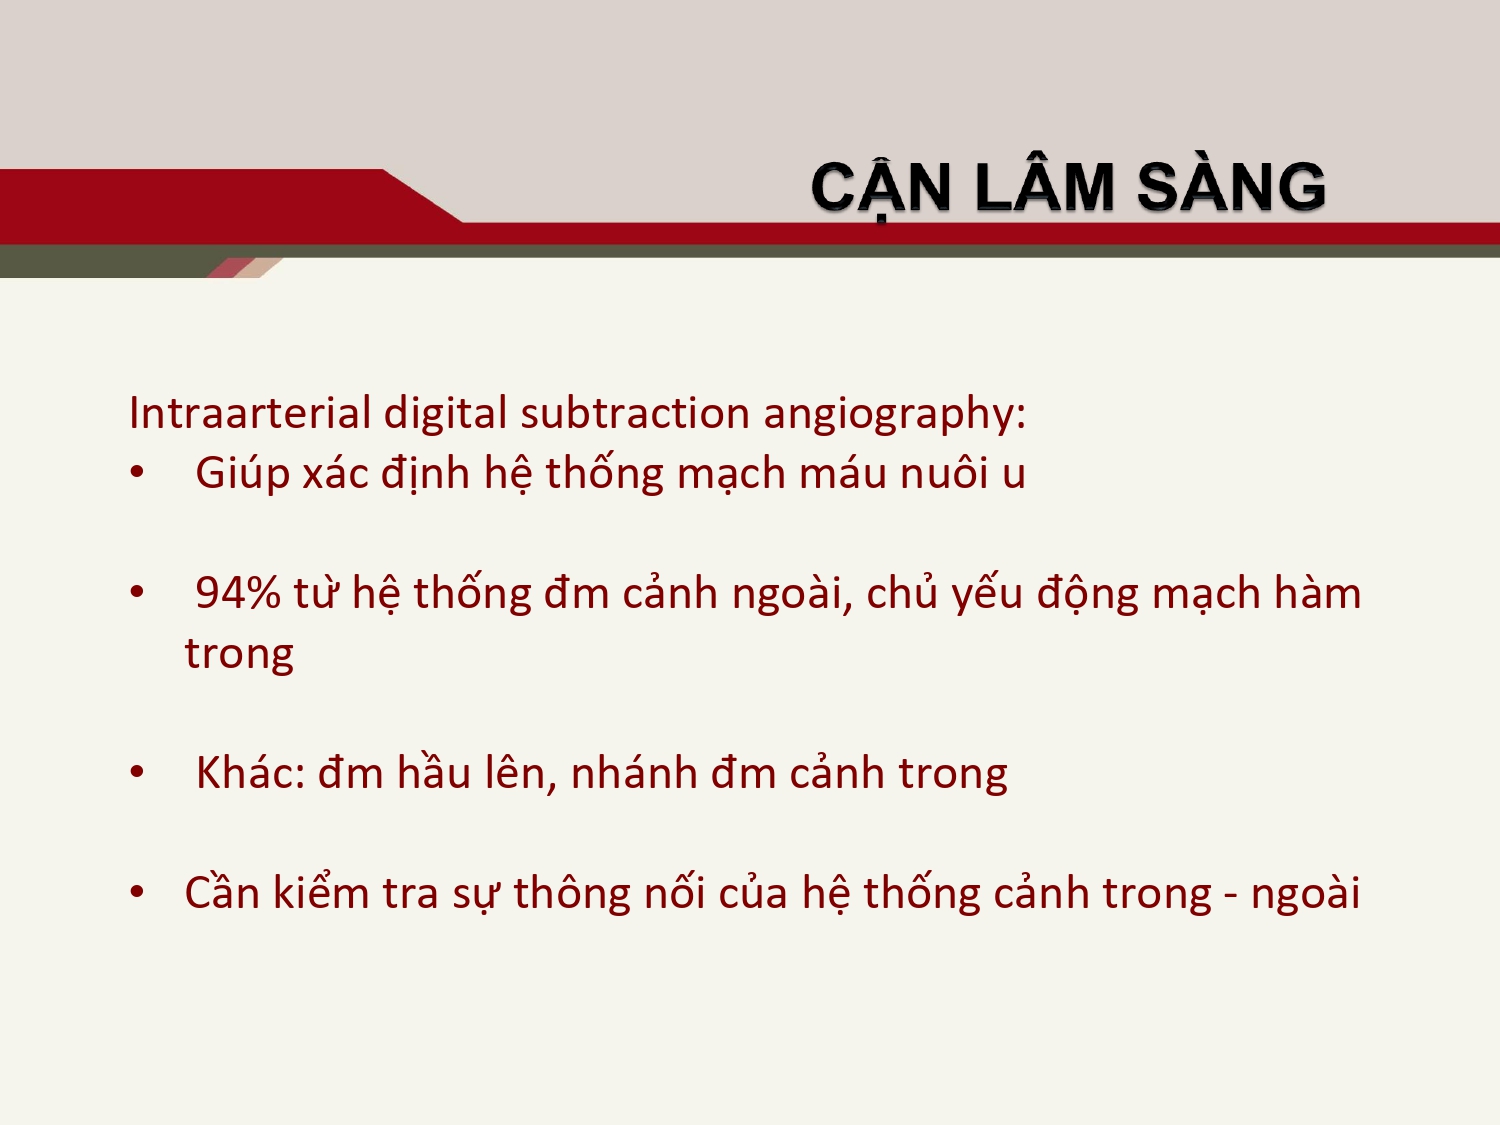 CẬN LÂM SÀNG
Intraarterial digital subtraction angiography:
• Giúp xác định hệ thống mạch máu nuôi u
• 94% từ hệ thống đm cảnh ngoài, chủ yếu động mạch hàm
trong
• Khác: đm hầu lên, nhánh đm cảnh trong
• Cần kiểm tra sự thông nối của hệ thống cảnh trong - ngoài